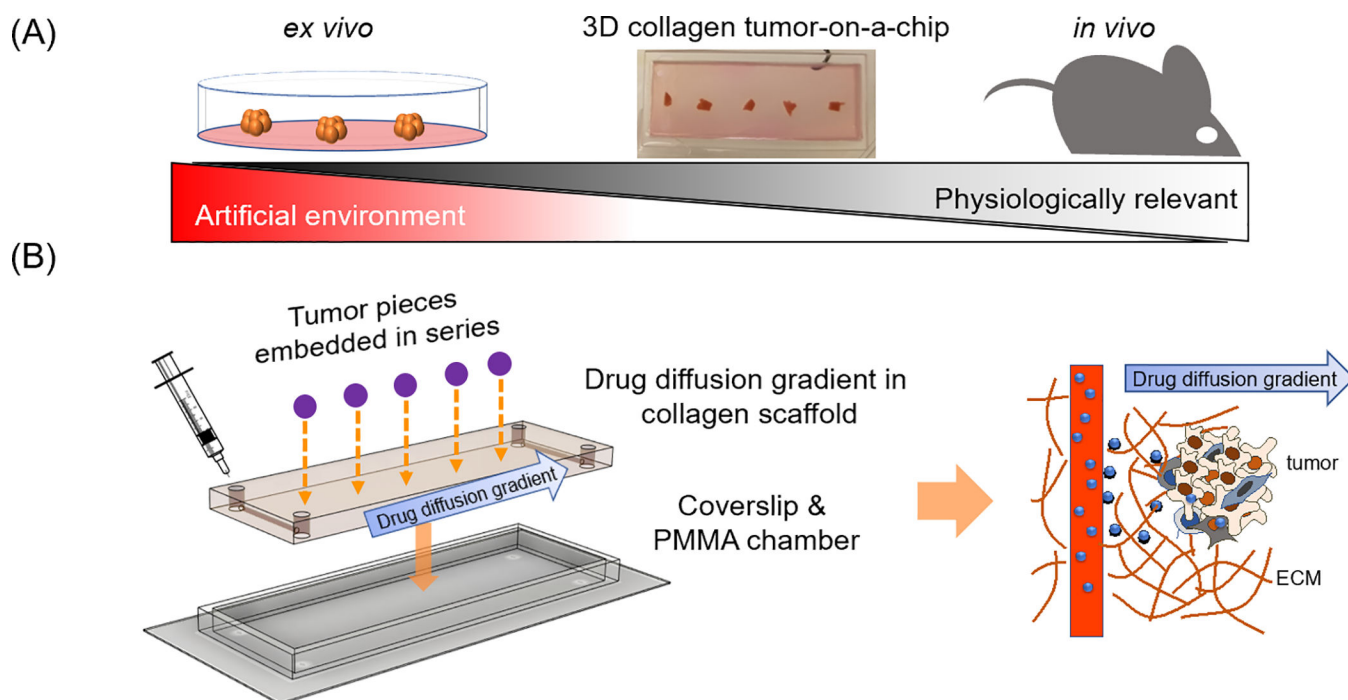 (A)
ex vivo
3D collagen tumor-on-a-chip
in vivo
Artificial environment
Physiologically relevant
(B)
Tumor pieces
embedded in series
Drug diffusion gradient in
collagen scaffold
Drug diffusion gradient
Coverslip &
PMMA chamber
Drug diffusion gradient
tumor
ECM